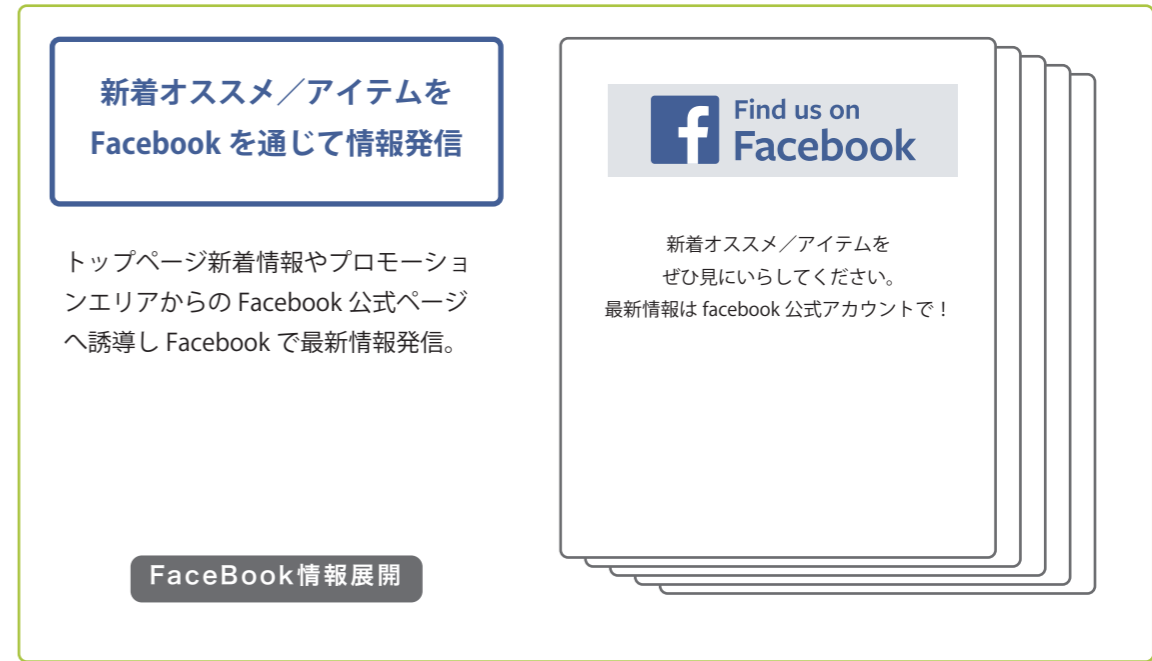 新着オススメ／アイテムを
Facebook を通じて情報発信
トップページ新着情報やプロモーショ
ンエリアからの Facebook 公式ページ
へ誘導し Facebook で最新情報発信。
FaceBook情報展開
Find us on
Facebook
新着オススメ／アイテムを
ぜひ見にいらしてください。
最新情報は facebook 公式アカウントで！